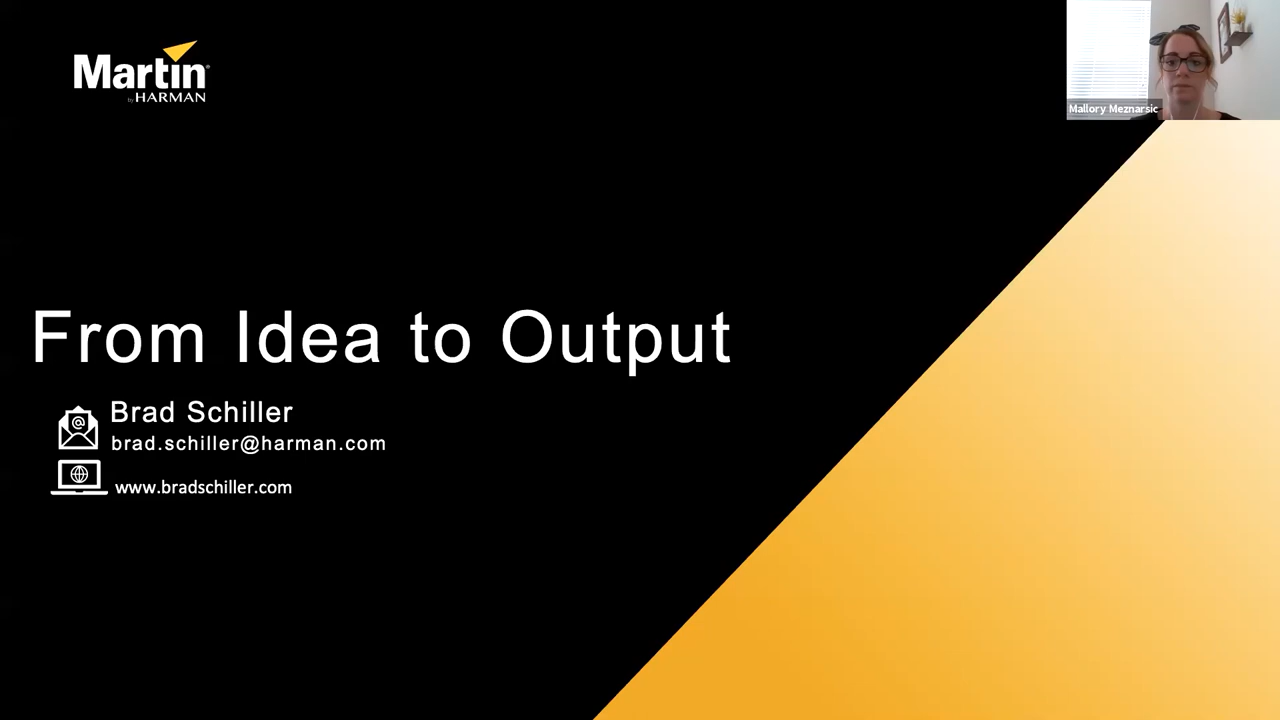 Martin
by HARMAN
Mallory Meznarsic
From Idea to Output
Brad Schiller
brad.schiller@harman.com
www.bradschiller.com